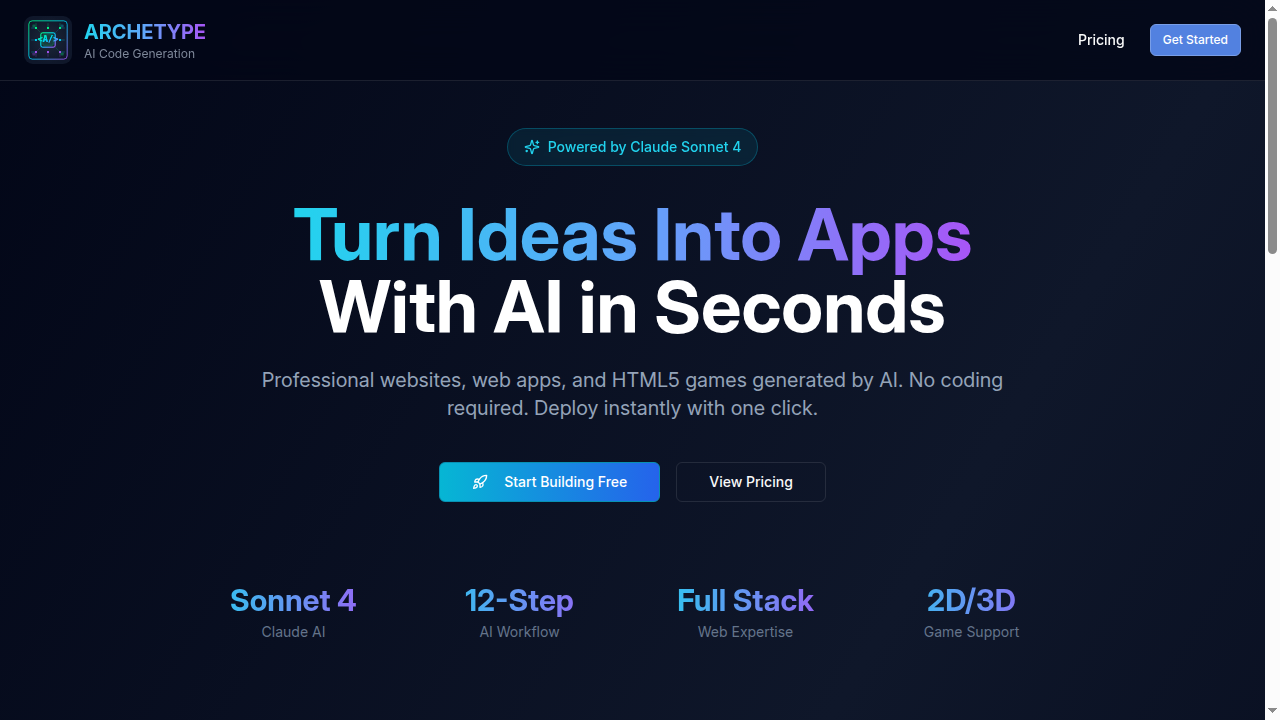 </A/>
ARCHETYPE
AI Code Generation
Pricing
Get Started
Powered by Claude Sonnet 4
Turn Ideas Into Apps
With AI in Seconds
Professional websites, web apps, and HTML5 games generated by AI. No coding
required. Deploy instantly with one click.
Start Building Free
View Pricing
Sonnet 4
12-Step
Full Stack
2D/3D
Claude AI
AI Workflow
Web Expertise
Game Support